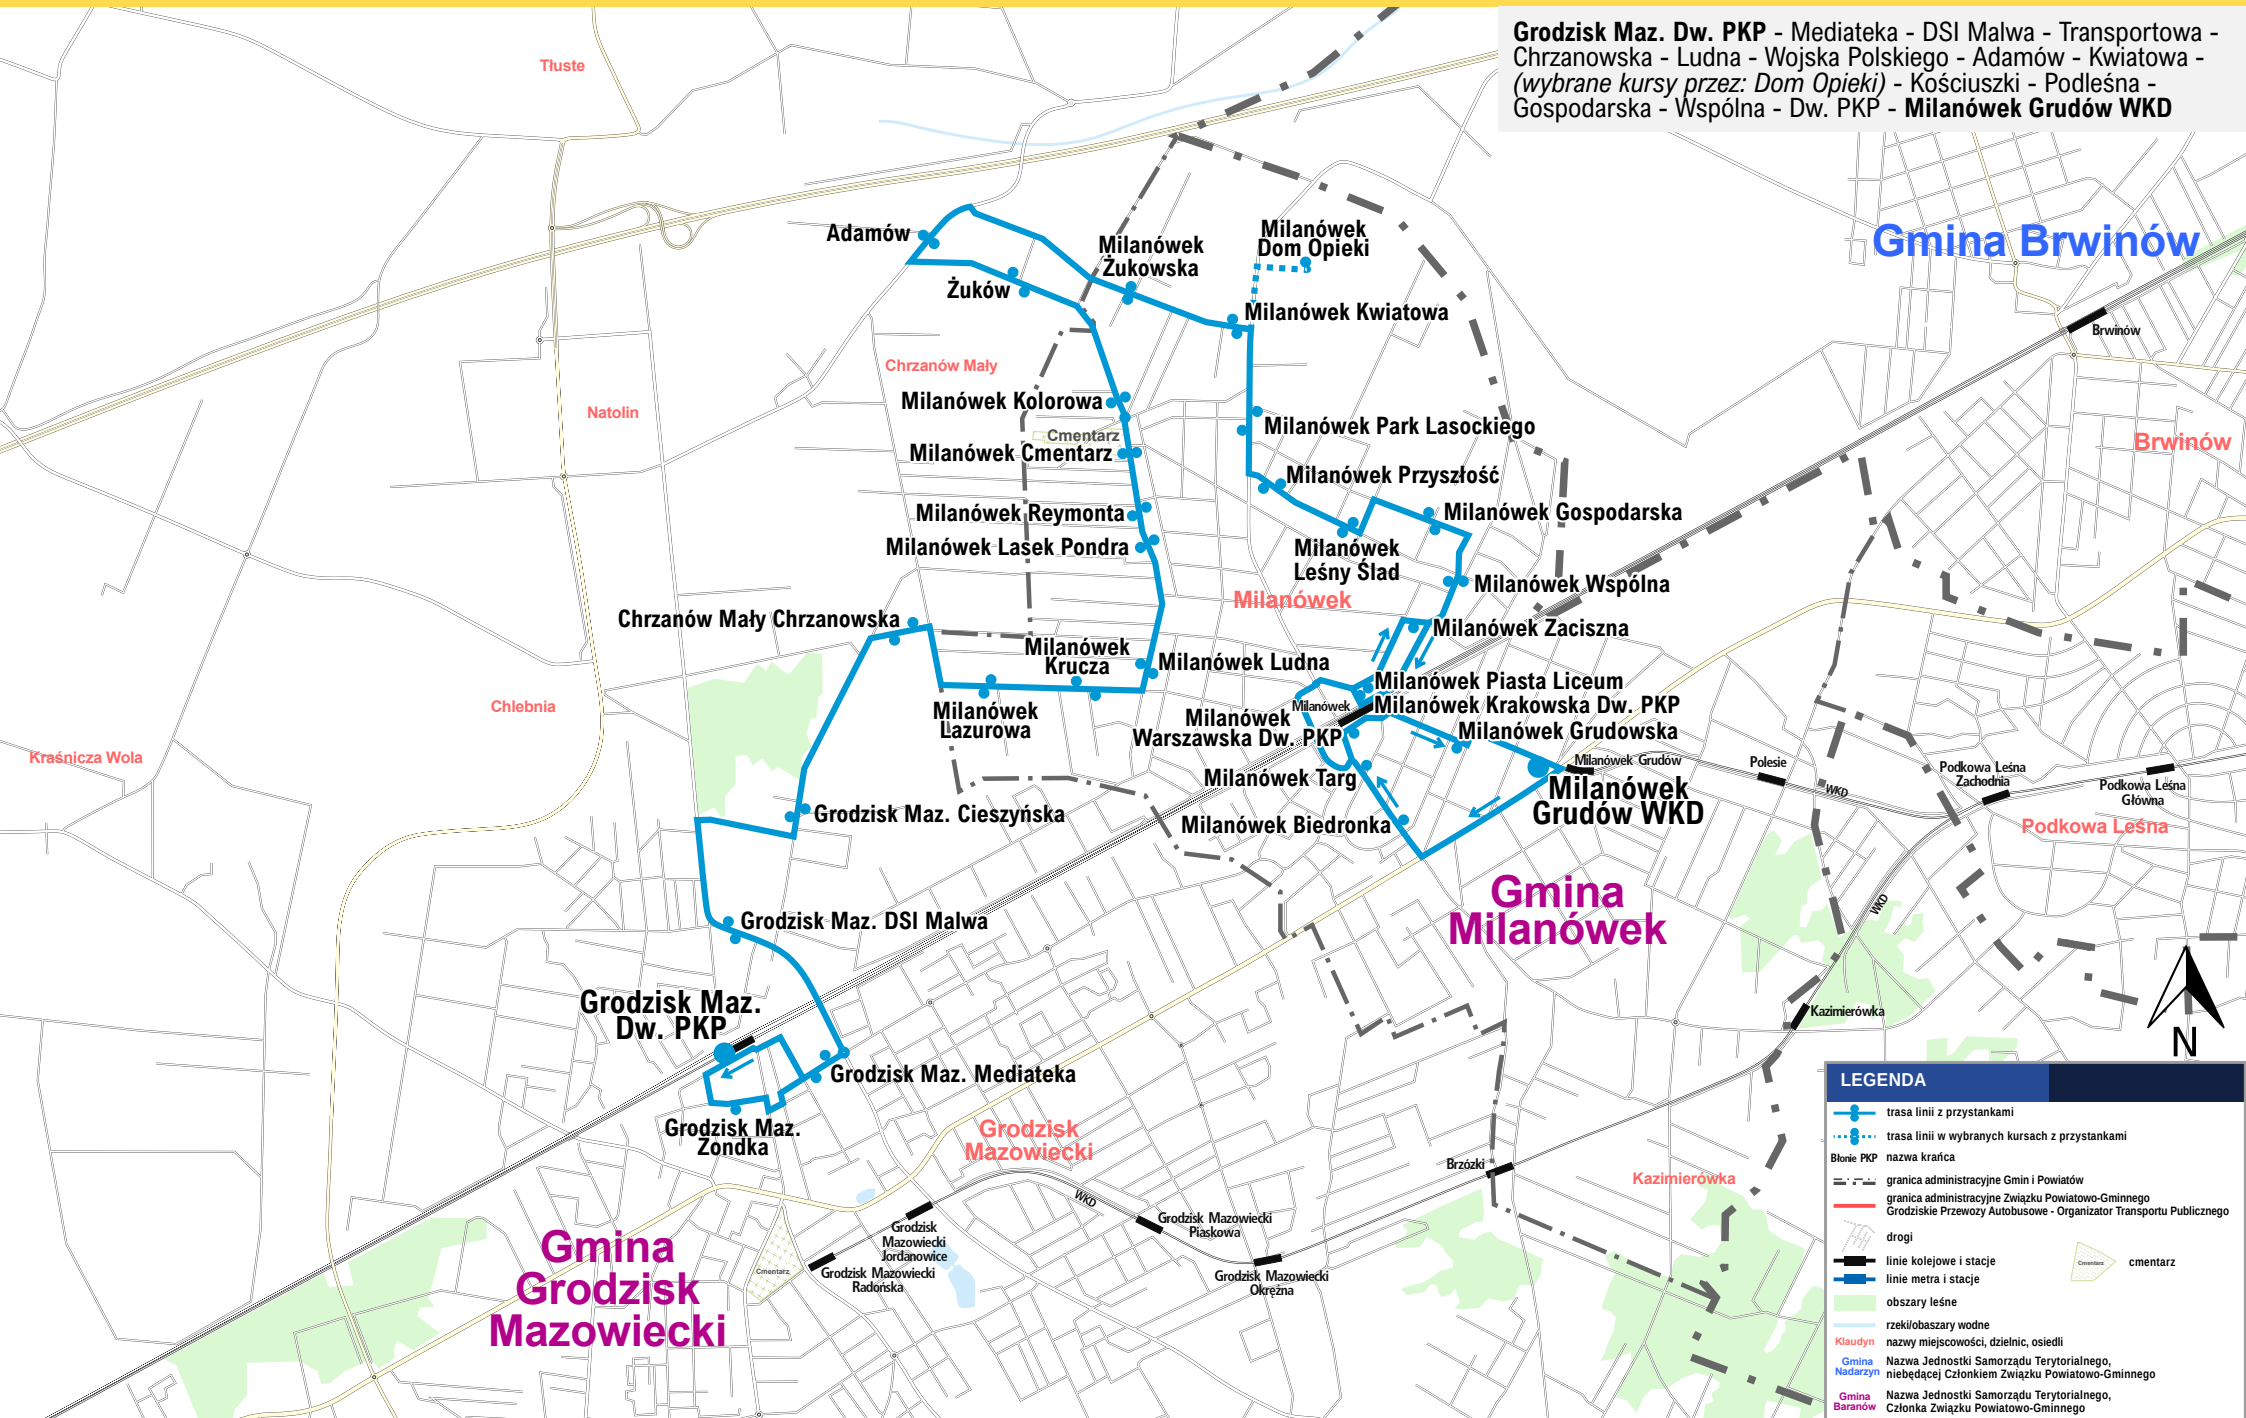 Grodzisk Maz. Dw. PKP - Mediateka - DSI Malwa - Transportowa -
Chrzanowska - Ludna - Wojska Polskiego - Adamów - Kwiatowa -
(wybrane kursy przez: Dom Opieki) - Kościuszki - Podleśna -
Gospodarska - Wspólna - Dw. PKP - Milanówek Grudów WKD
Tłuste
Gmina Brwinów
Adamów
Milanówek
Żukowska
Milanówek
Dom Opieki
Żuków
Milanówek Kwiatowa
Brwinów
Chrzanów Mały
Natolin
Milanówek Kolorowa
Cmentarz
Milanówek Park Lasockiego
Brwinów
Milanówek Cmentarz
Milanówek Przyszłość
Milanówek Reymonta
Milanówek Gospodarska
Milanówek Lasek Pondra
Milanówek
Leśny Ślad
Milanówek Wspólna
Milanówek
Chrzanów Mały Chrzanowska
Milanówek Zaciszna
Milanówek
Krucza
Milanówek Ludna
Milanówek Piasta Liceum
Chlebnia
Milanówek
Milanówek Krakowska Dw. PKP
Milanówek
Lazurowa
Milanówek
Warszawska Dw. PKP
Milanówek Grudowska
Kraśnicza Wola
Milanówek Grudów
Polesie
Podkowa Leśna
Zachodnia
Podkowa Leśna
Główna
WKD
Milanówek Targ
Milanówek
Grudów WKD
Grodzisk Maz. Cieszyńska
Milanówek Biedronka
Podkowa Leśna
Gmina
Milanówek
WKD
Grodzisk Maz. DSI Malwa
Grodzisk Maz.
Dw. PKP
Kazimierówka
N
Grodzisk Maz. Mediateka
Grodzisk Maz.
Żondka
Grodzisk
Mazowiecki
Brzózki
Kazimierówka
WKD
Grodzisk
Mazowiecki
Jordanowice
Grodzisk Mazowiecki
Piaskowa
Gmina
Grodzisk
Mazowiecki
Cmentarz
Grodzisk Mazowiecki
Radońska
Grodzisk Mazowiecki
Okrężna
LEGENDA
trasa linii z przystankami
trasa linii w wybranych kursach z przystankami
Błonie PKP nazwa krańca
granica administracyjne Gmin i Powiatów
granica administracyjne Związku Powiatowo-Gminnego
Grodziskie Przewozy Autobusowe - Organizator Transportu Publicznego
drogi
linie kolejowe i stacje
Cmentarz cmentarz
linie metra i stacje
obszary leśne
rzeki/obaszary wodne
Klaudyn nazwy miejscowości, dzielnic, osiedli
Gmina
Nadarzyn
Nazwa Jednostki Samorządu Terytorialnego,
niebędącej Członkiem Związku Powiatowo-Gminnego
Gmina
Baranów
Nazwa Jednostki Samorządu Terytorialnego,
Członka Związku Powiatowo-Gminnego